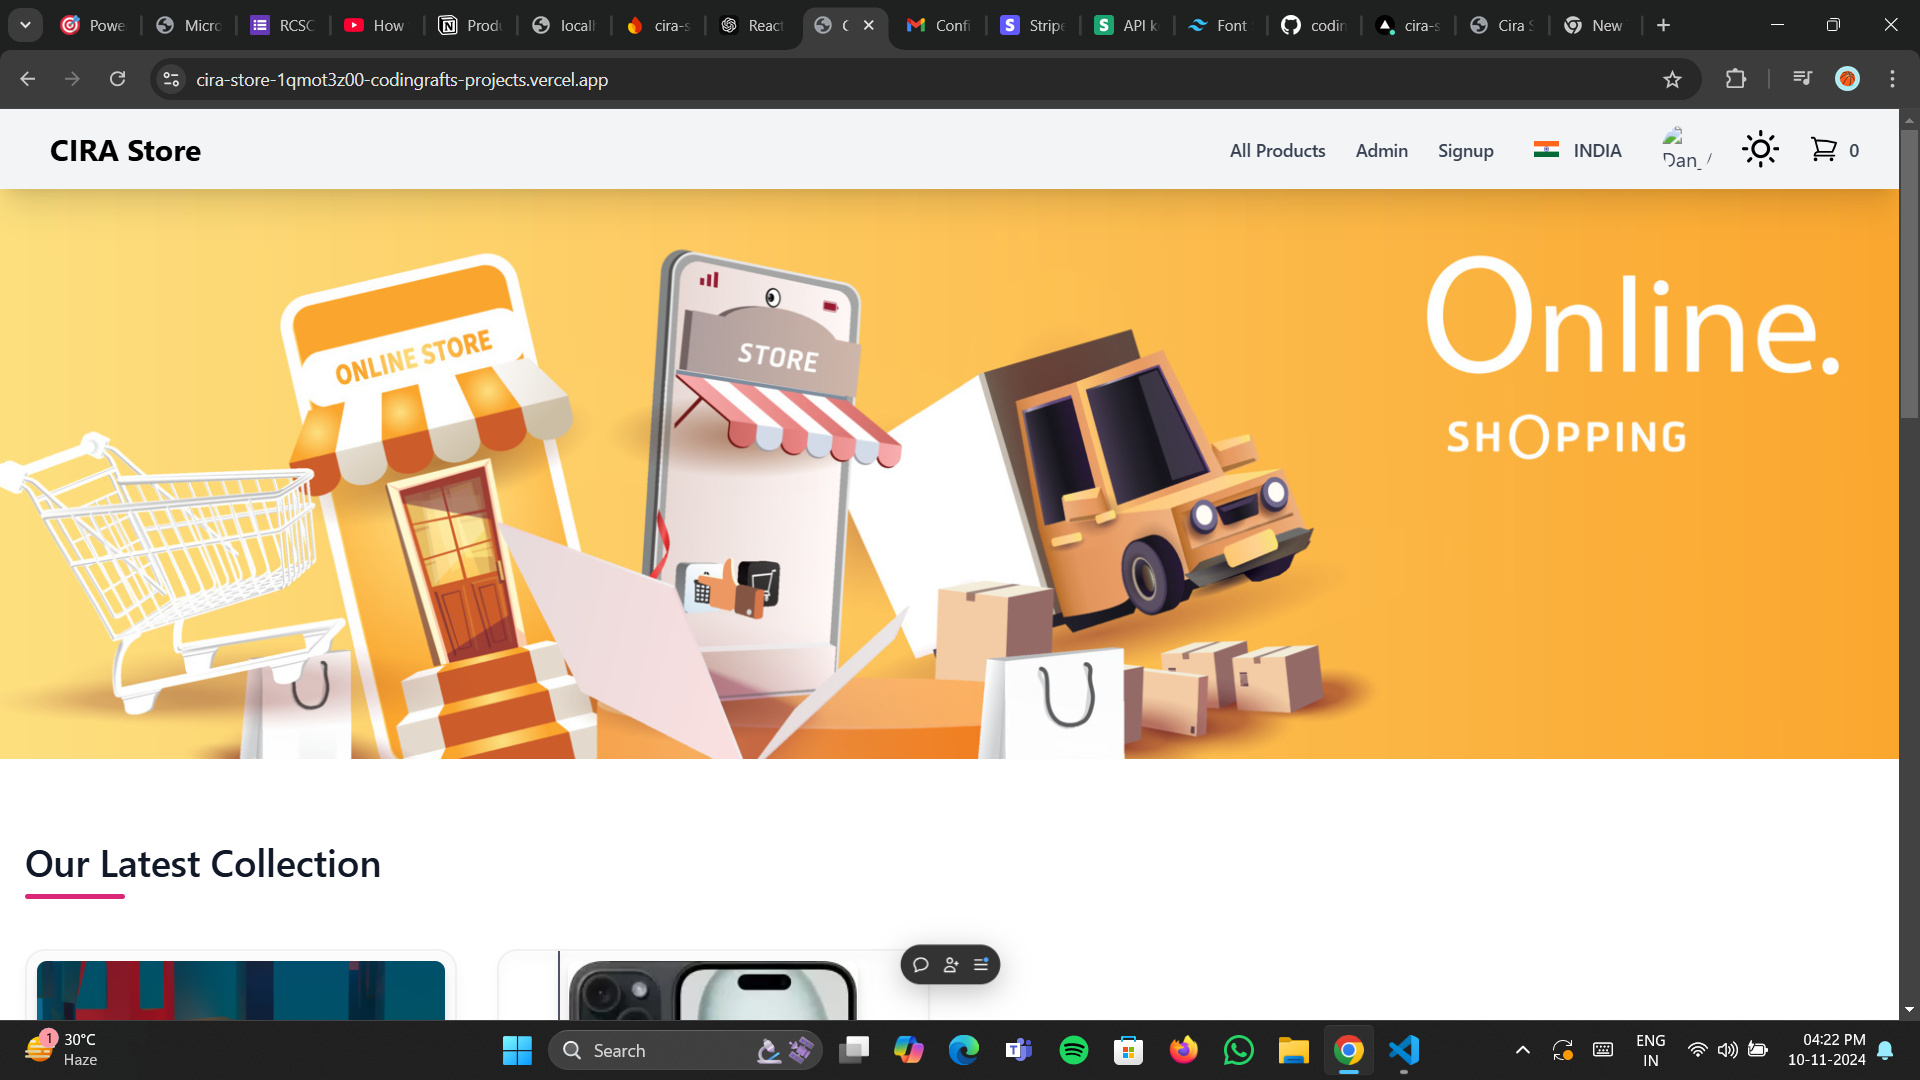 Powe
Micro
RCSC
How
Produ
localh
cira-s
React
C
Confi
Stripe
API k
Font
codin
cira-s
Cira S
New
cira-store-1qmot3z00-codingrafts-projects.vercel.app
CIRA Store
All Products
Admin
Signup
INDIA
Dan_
0
ONLINE STORE
STORE
Online.
SHOPPING
Our Latest Collection
1
30°C
Haze
Search
ENG
IN
04:22 PM
10-11-2024